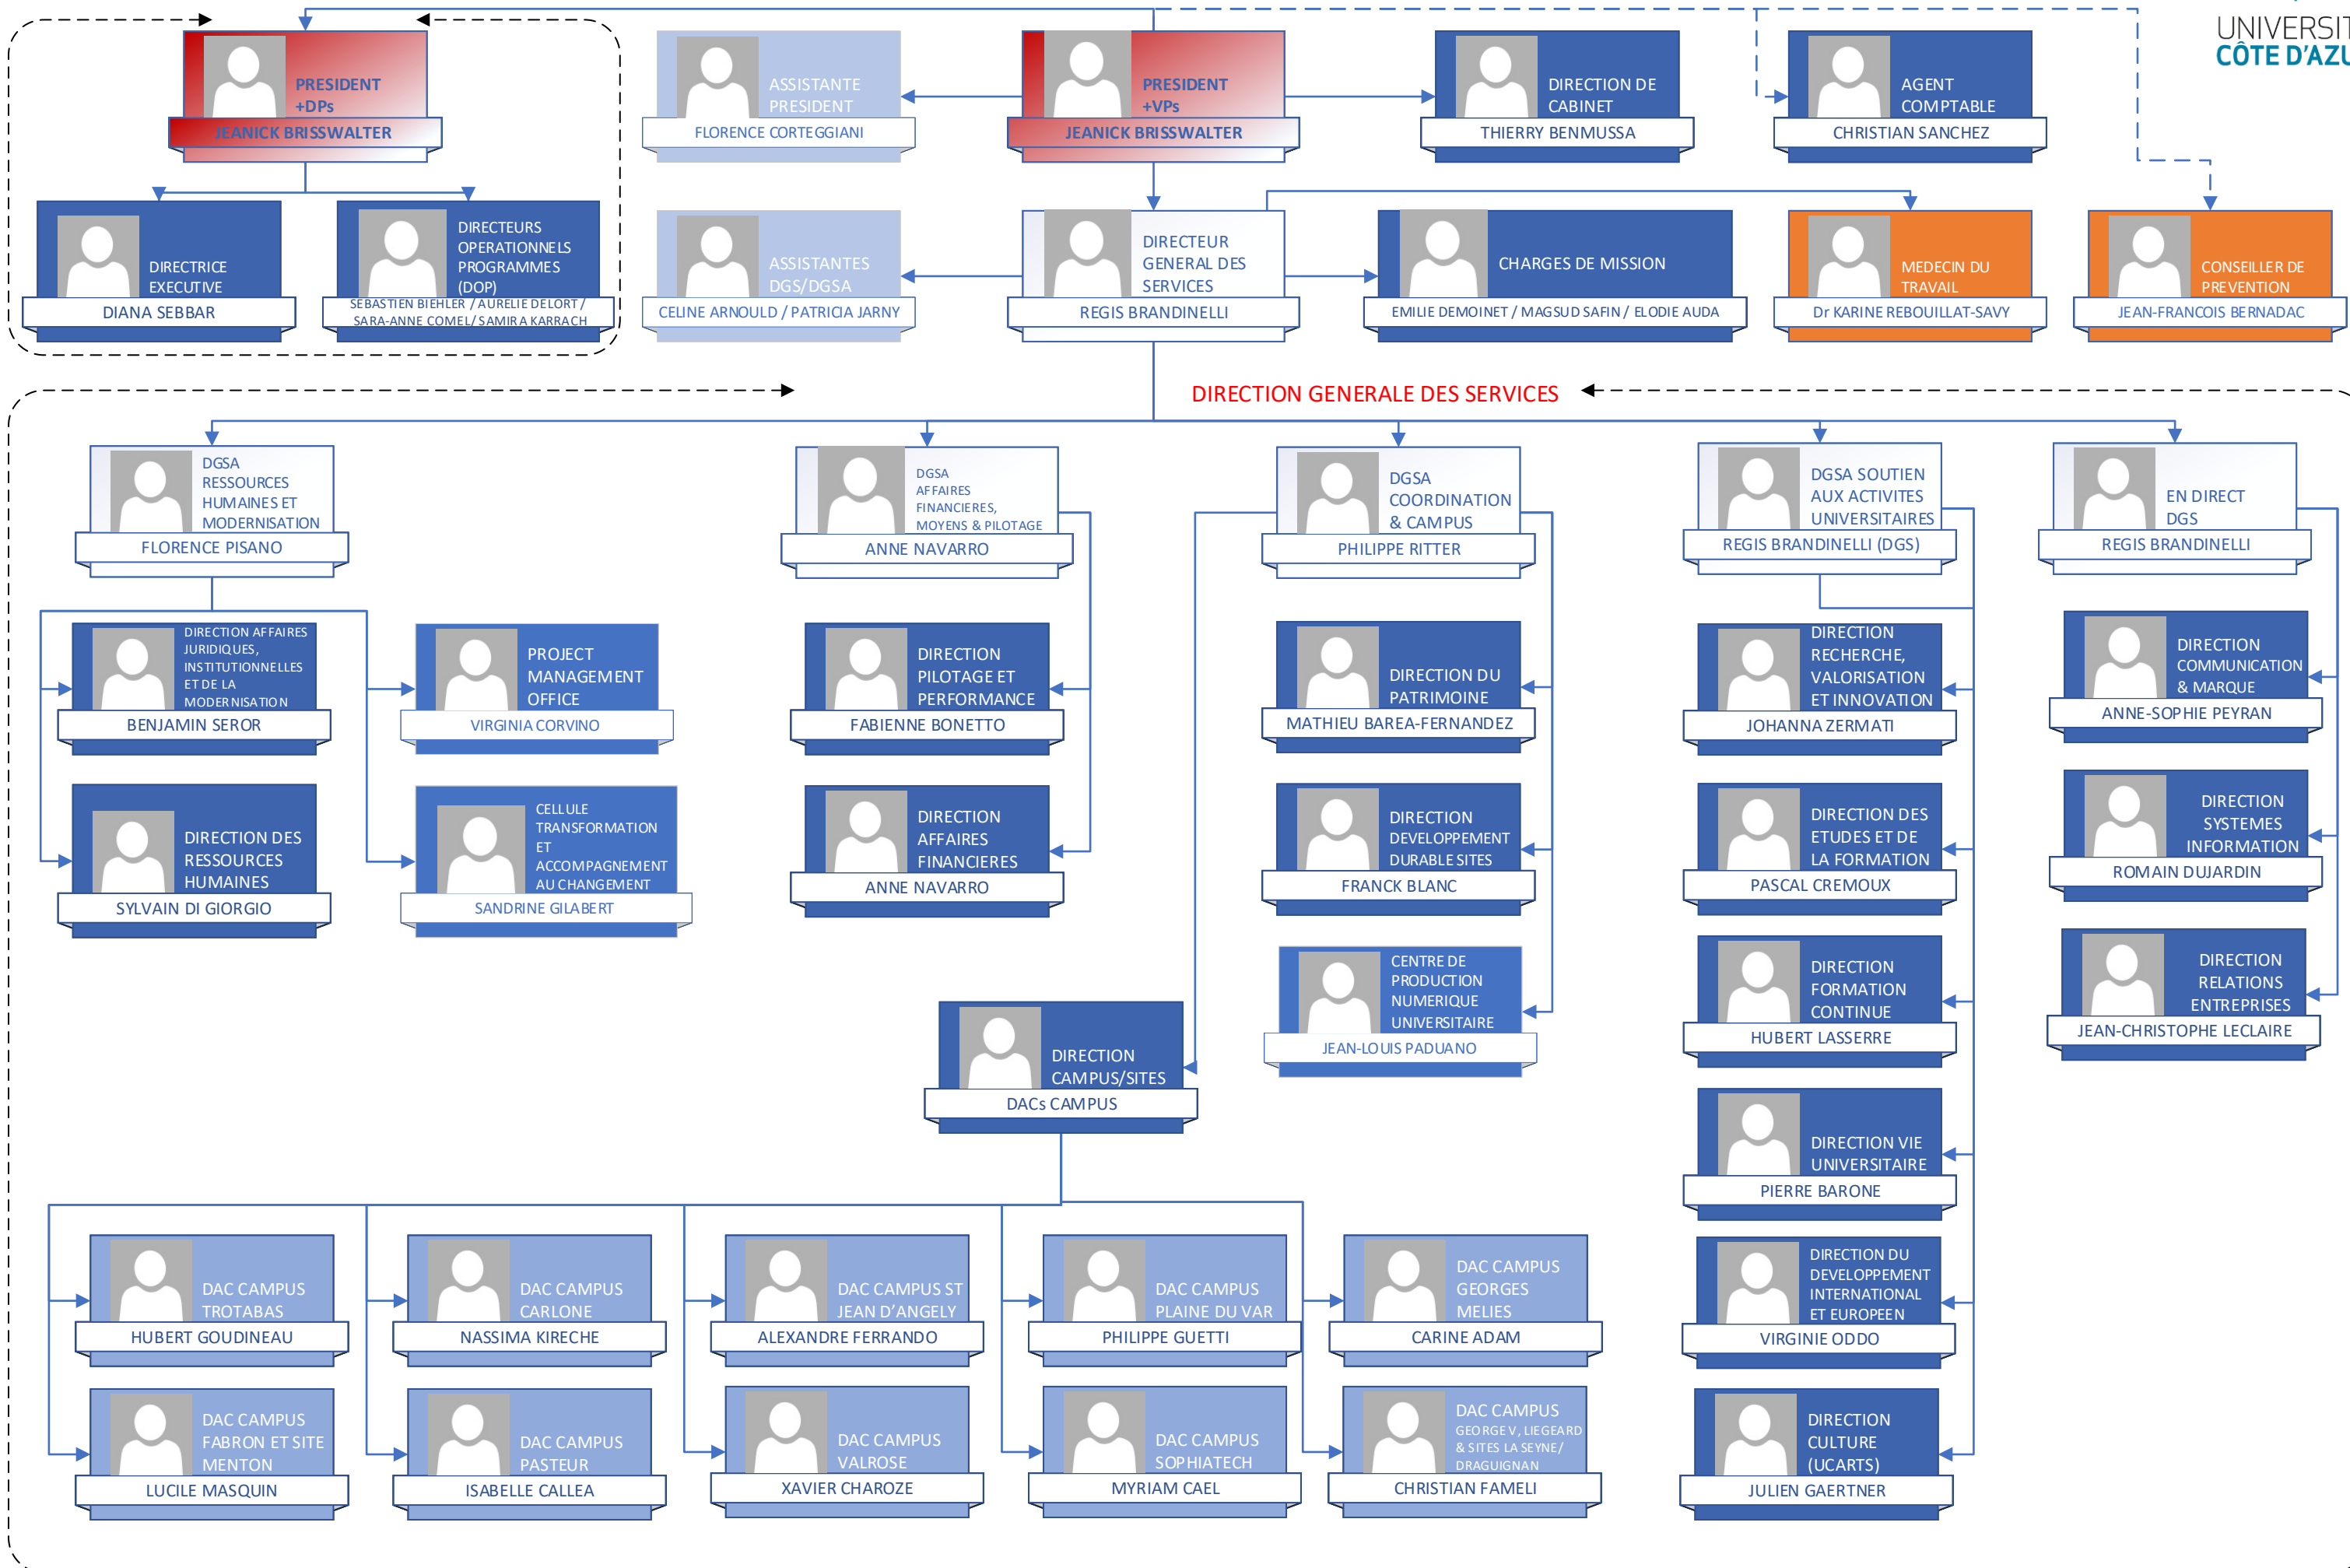 UNIVERSIT
CÔTE D'AZU
PRESIDENT
+DPs
JEANICK BRISSWALTER
ASSISTANTE
PRESIDENT
FLORENCE CORTEGGIANI
PRESIDENT
+VPs
JEANICK BRISSWALTER
DIRECTION DE
CABINET
THIERRY BENMUSSA
AGENT
COMPTABLE
CHRISTIAN SANCHEZ
DIRECTRICE
EXECUTIVE
DIANA SEBBAR
DIRECTEURS
OPERATIONNELS
PROGRAMMES
(DOP)
SEBASTIEN BIEHLER / AURELIE DELORT /
SARA-ANNE COMEL/ SAMIRA KARRACH
ASSISTANTES
DGS/DGSA
CELINE ARNOULD / PATRICIA JARNY
DIRECTEUR
GENERAL DES
SERVICES
REGIS BRANDINELLI
CHARGES DE MISSION
EMILIE DEMOINET / MAGSUD SAFIN / ELODIE AUDA
MEDECIN DU
TRAVAIL
Dr KARINE REBOUILLAT-SAVY
CONSEILLER DE
PREVENTION
JEAN-FRANCOIS BERNADAC
DIRECTION GENERALE DES SERVICES
DGSA
RESSOURCES
HUMAINES ET
MODERNISATION
FLORENCE PISANO
DGSA
AFFAIRES
FINANCIERES,
MOYENS & PILOTAGE
ANNE NAVARRO
DGSA
COORDINATION
& CAMPUS
PHILIPPE RITTER
DGSA SOUTIEN
AUX ACTIVITES
UNIVERSITAIRES
REGIS BRANDINELLI (DGS)
EN DIRECT
DGS
REGIS BRANDINELLI
DIRECTION AFFAIRES
JURIDIQUES,
INSTITUTIONNELLES
ET DE LA
MODERNISATION
BENJAMIN SEROR
PROJECT
MANAGEMENT
OFFICE
VIRGINIA CORVINO
DIRECTION
PILOTAGE ET
PERFORMANCE
FABIENNE BONETTO
DIRECTION DU
PATRIMOINE
MATHIEU BAREA-FERNANDEZ
DIRECTION
RECHERCHE,
VALORISATION
ET INNOVATION
JOHANNA ZERMATI
DIRECTION
COMMUNICATION
& MARQUE
ANNE-SOPHIE PEYRAN
DIRECTION DES
RESSOURCES
HUMAINES
SYLVAIN DI GIORGIO
CELLULE
TRANSFORMATION
ET
ACCOMPAGNEMENT
AU CHANGEMENT
SANDRINE GILABERT
DIRECTION
AFFAIRES
FINANCIERES
ANNE NAVARRO
DIRECTION
DEVELOPPEMENT
DURABLE SITES
FRANCK BLANC
DIRECTION DES
ETUDES ET DE
LA FORMATION
PASCAL CREMOUX
DIRECTION
SYSTEMES
INFORMATION
ROMAIN DUJARDIN
CENTRE DE
PRODUCTION
NUMERIQUE
UNIVERSITAIRE
JEAN-LOUIS PADUANO
DIRECTION
FORMATION
CONTINUE
HUBERT LASSERRE
DIRECTION
RELATIONS
ENTREPRISES
JEAN-CHRISTOPHE LECLAIRE
DIRECTION
CAMPUS/SITES
DACs CAMPUS
DIRECTION VIE
UNIVERSITAIRE
PIERRE BARONE
DAC CAMPUS
TROTABAS
HUBERT GOUDINEAU
DAC CAMPUS
CARLONE
NASSIMA KIRECHE
DAC CAMPUS ST
JEAN D'ANGELY
ALEXANDRE FERRANDO
DAC CAMPUS
PLAINE DU VAR
PHILIPPE GUETTI
DAC CAMPUS
GEORGES
MELIES
CARINE ADAM
DIRECTION DU
DEVELOPPEMENT
INTERNATIONAL
ET EUROPEEN
VIRGINIE ODDO
DAC CAMPUS
FABRON ET SITE
MENTON
LUCILE MASQUIN
DAC CAMPUS
PASTEUR
ISABELLE CALLEA
DAC CAMPUS
VALROSE
XAVIER CHAROZE
DAC CAMPUS
SOPHIATECH
MYRIAM CAEL
DAC CAMPUS
GEORGE V, LIEGEARD
& SITES LA SEYNE/
DRAGUIGNAN
CHRISTIAN FAMELI
DIRECTION
CULTURE
(UCARTS)
JULIEN GAERTNER